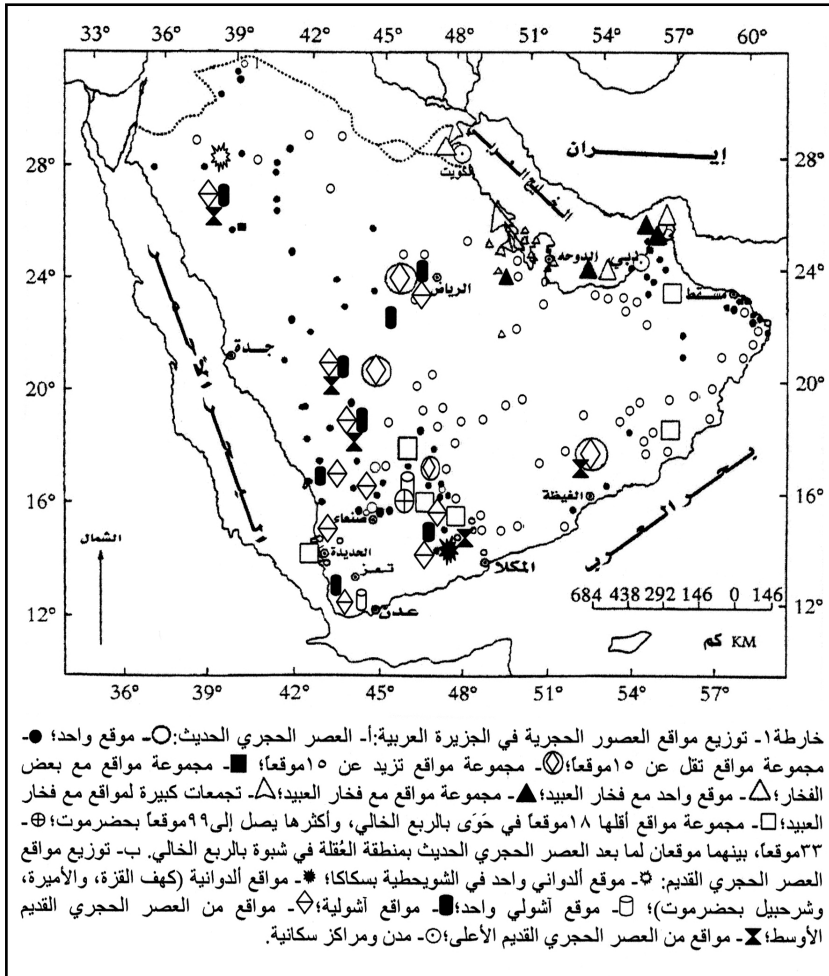 33° 36° 39° 42° 45° 48° 51° 54° 57° 60°
إيران
28° 28°
الكويت
الخليج العربي
الدوحه
دبي
24° 24°
الرياض
مسقط
جدة
20° 20°
البحر الأحمر
16° 16°
الغيظة
صنعاء
بحر العرب
الشمال
الحديدة
المكلا
تعز
684 438 292 146 0 146
12° 12°
عدن
كم KM
36° 39° 42° 45° 48° 51° 54° 57°
خارطة١- توزيع مواقع العصور الحجرية في الجزيرة العربية:أ- العصر الحجري الحديث:○- موقع واحد؛ ●-
مجموعة مواقع تقل عن ١٥موقعاً؛- مجموعة مواقع تزيد عن ١٥موقعاً؛ ■- مجموعة مواقع مع بعض
الفخار؛ △- موقع واحد مع فخار العبيد؛ ▲- مجموعة مواقع مع فخار العبيد؛ △- تجمعات كبيرة لمواقع مع فخار
العبيد؛ □- مجموعة مواقع أقلها ١٨موقعاً في حَوَى بالربع الخالي، وأكثرها يصل إلى٩٩موقعاً بحضرموت؛ ⊕-
٣٣موقعاً، بينهما موقعان لما بعد العصر الحجري الحديث بمنطقة العُقلة في شبوة بالربع الخالي. ب- توزيع مواقع
العصر الحجري القديم: - موقع ألدواني واحد في الشويحطية بسكاكا؛ - مواقع ألدوانية (كهف القزة، والأميرة،
وشرحبيل بحضرموت)؛ - موقع آشولي واحد؛ - مواقع آشولية؛ - مواقع من العصر الحجري القديم
الأوسط؛ - مواقع من العصر الحجري القديم الأعلى؛ ⊙- مدن ومراكز سكانية.